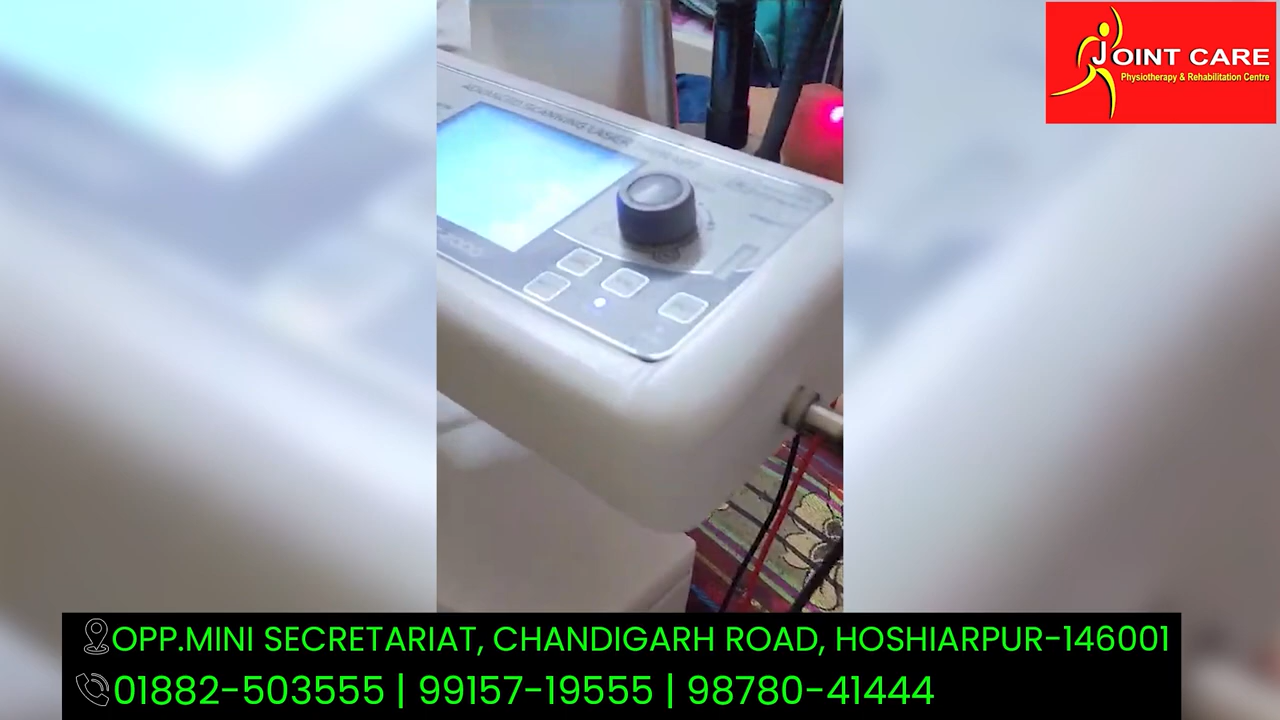 JOINT CARE
Physiotherapy & Rehabilitation Centre
ADVANCED SCANNING LASER
OPP.MINI SECRETARIAT, CHANDIGARH ROAD, HOSHIARPUR-146001
01882-503555 | 99157-19555 | 98780-41444